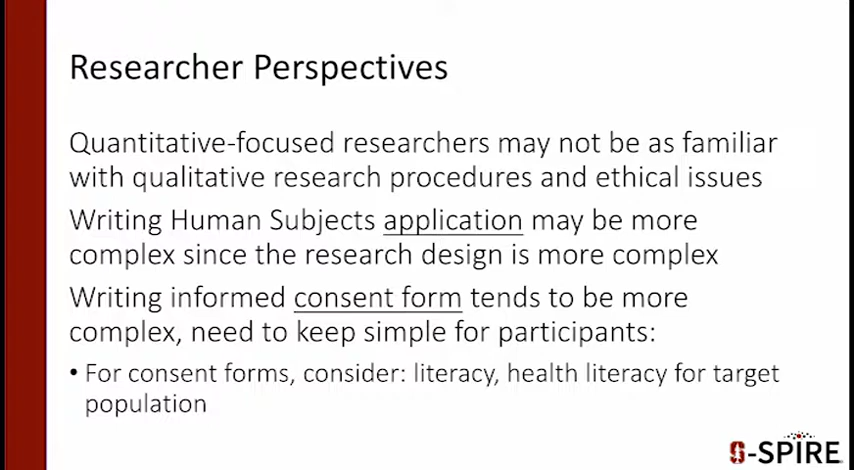 Researcher Perspectives
Quantitative-focused researchers may not be as familiar
with qualitative research procedures and ethical issues
Writing Human Subjects application may be more
complex since the research design is more complex
Writing informed consent form tends to be more
complex, need to keep simple for participants:
• For consent forms, consider: literacy, health literacy for target
population
S-SPIRE